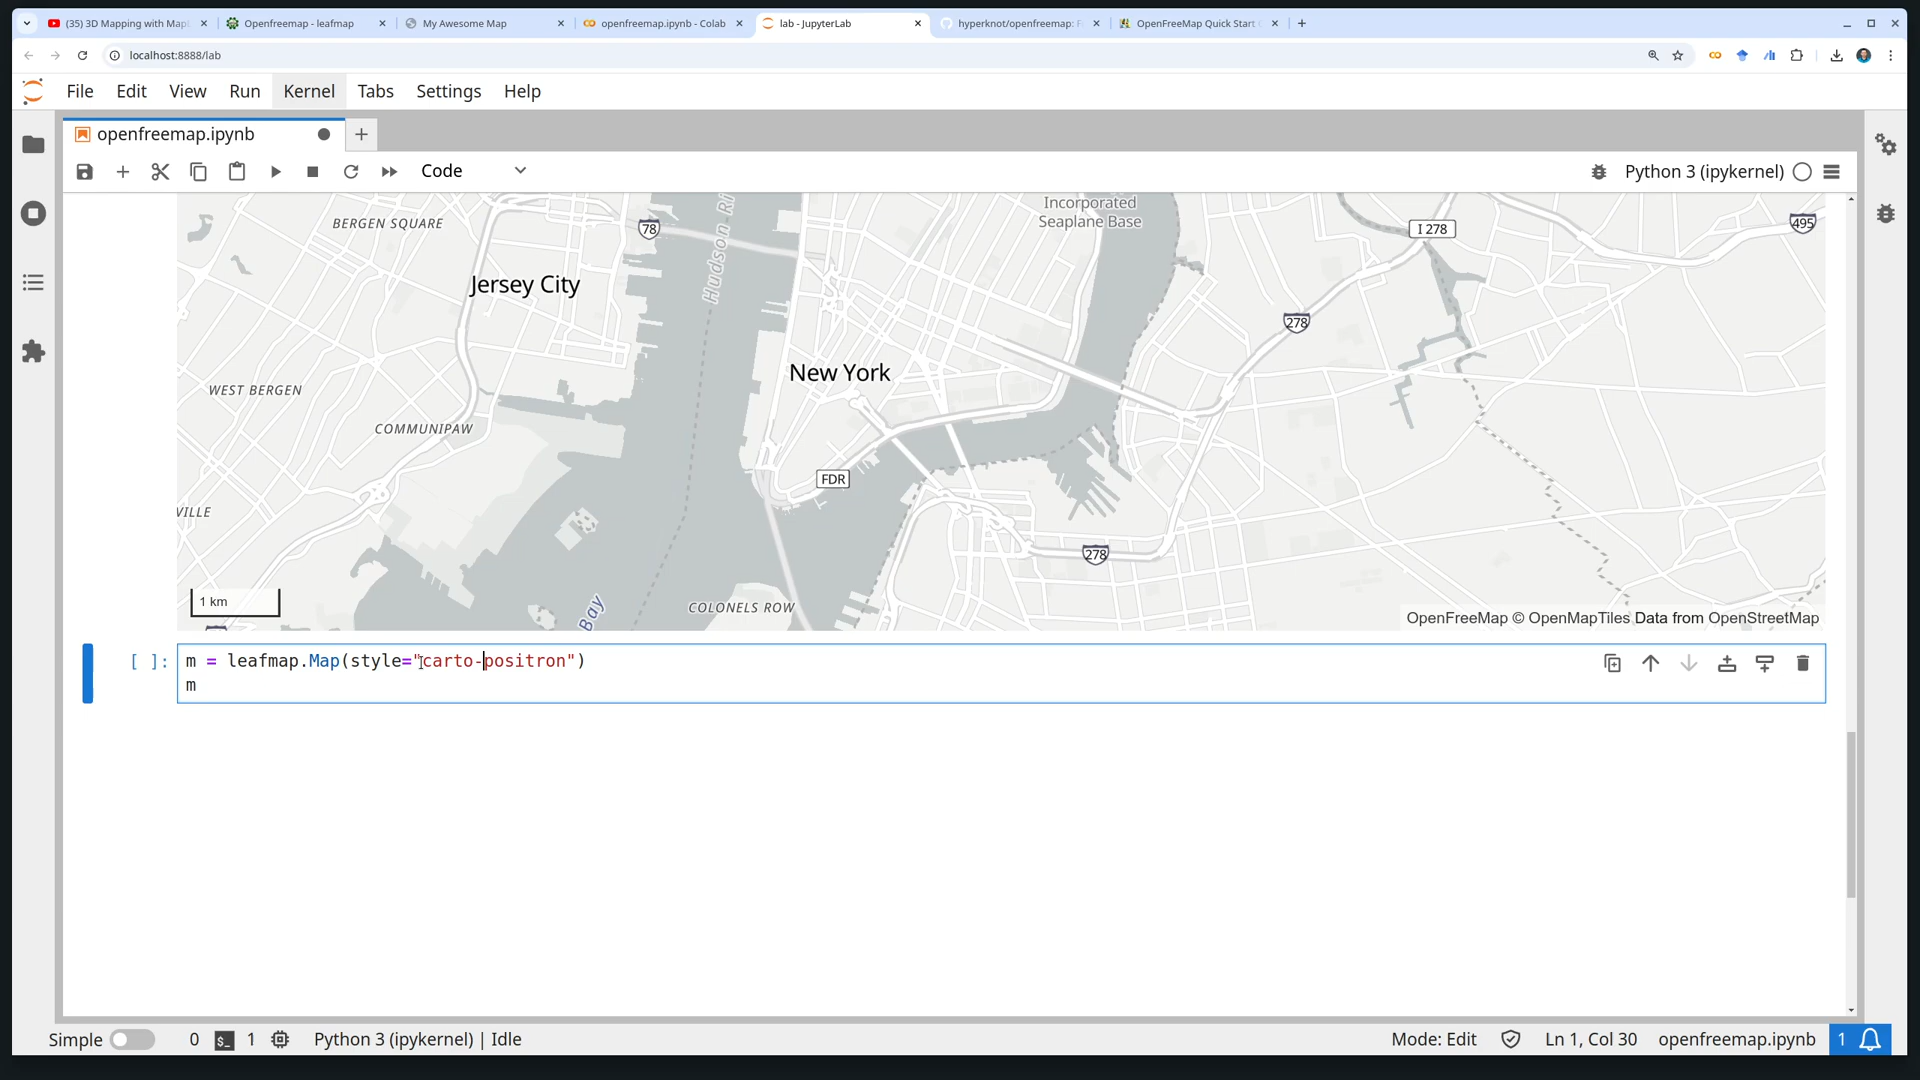 (35) 3D Mapping with Map
Openfreemap - leafmap
My Awesome Map
openfreemap.ipynb - Colab
lab - JupyterLab
hyperknot/openfreemap: F
OpenFreeMap Quick Start
localhost:8888/lab
File Edit View Run Kernel Tabs Settings Help
openfreemap.ipynb
Code
Python 3 (ipykernel)
BERGEN SQUARE
78
Hudson Ri
Incorporated
Seaplane Base
I 278
495
Jersey City
278
New York
WEST BERGEN
COMMUNIPAW
FDR
VILLE
278
1 km
Bay
COLONELS ROW
OpenFreeMap © OpenMapTiles Data from OpenStreetMap
[ ]:
m = leafmap.Map(style="carto-positron")
m
Simple
0
$_
1
Python 3 (ipykernel) | Idle
Mode: Edit
Ln 1, Col 30
openfreemap.ipynb
1